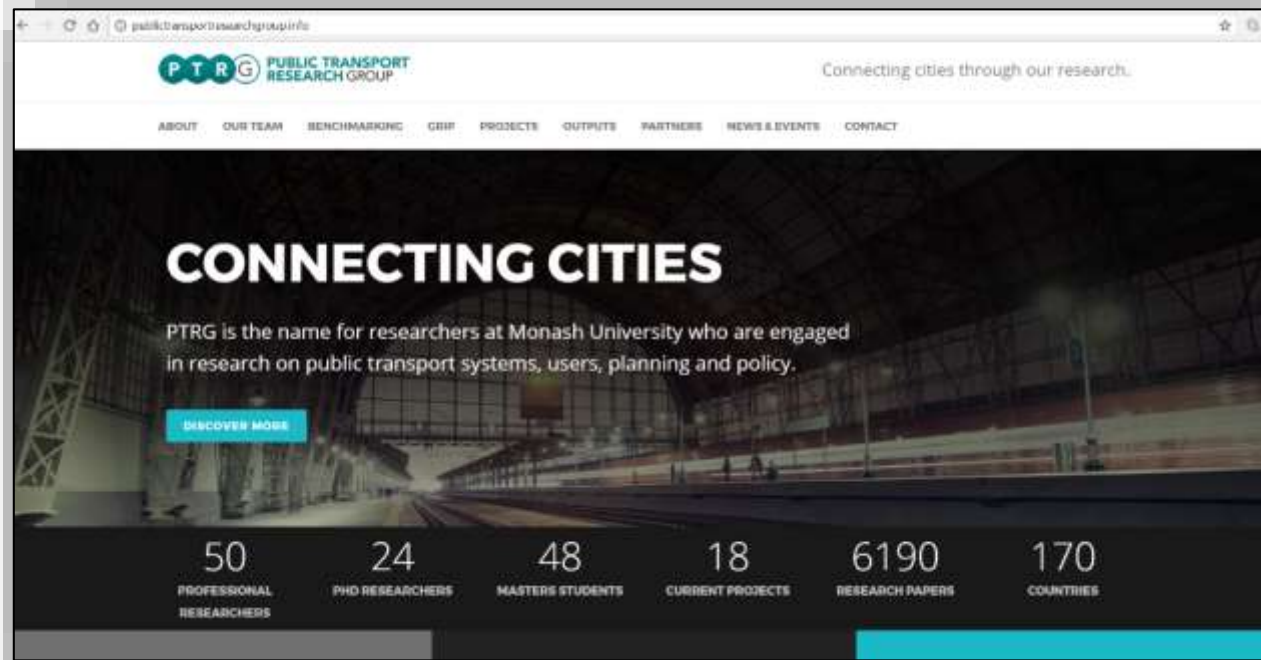 publictransportresearchgroup.info
PTRG PUBLIC TRANSPORT
RESEARCH GROUP
Connecting cities through our research.
ABOUT OUR TEAM BENCHMARKING GRIP PROJECTS OUTPUTS PARTNERS NEWS & EVENTS CONTACT
CONNECTING CITIES
PTRG is the name for researchers at Monash University who are engaged
in research on public transport systems, users, planning and policy.
DISCOVER MORE
50 24 48 18 6190 170
PROFESSIONAL PHD RESEARCHERS MASTERS STUDENTS CURRENT PROJECTS RESEARCH PAPERS COUNTRIES
RESEARCHERS